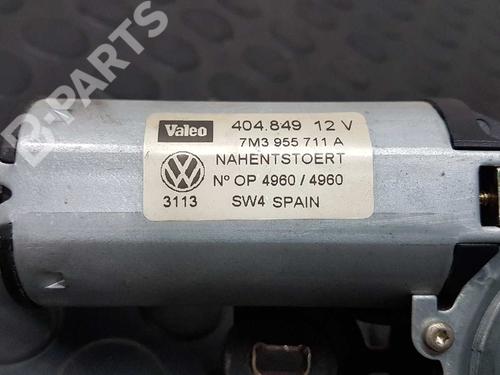 B-PARTS
Valeo 404.849 12 V
7M3 955 711 A
NAHENTSTOERT
Nº OP 4960 / 4960
3113 SW4 SPAIN